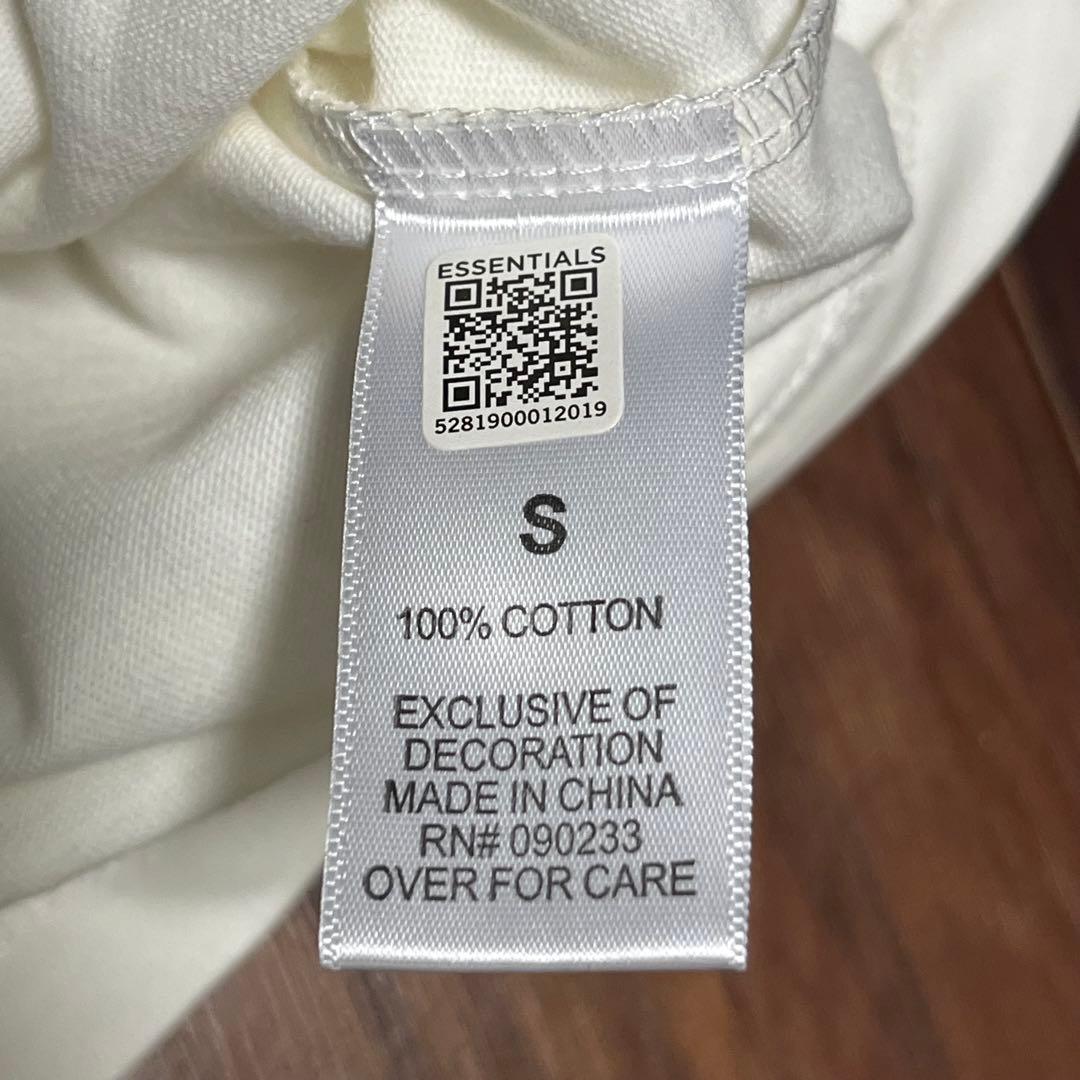 ESSENTIALS
5281900012019
S
100% COTTON
EXCLUSIVE OF
DECORATION
MADE IN CHINA
RN# 090233
OVER FOR CARE